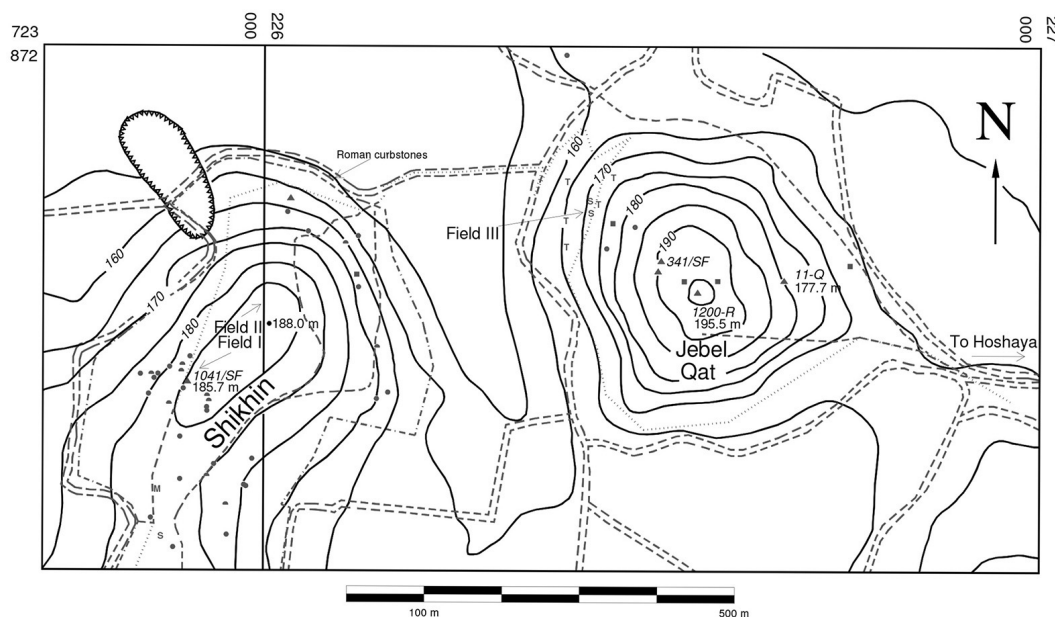 723
872
000
226
000
227
N
160
170
180
Roman curbstones
Field II
Field I
188.0 m
1041/SF
185.7 m
Shikhin
M
S
160
170
180
190
T
T
T
T
T
S
S
Field III
341/SF
11-Q
177.7 m
1200-R
195.5 m
Jebel
Qat
To Hoshaya
100 m
500 m